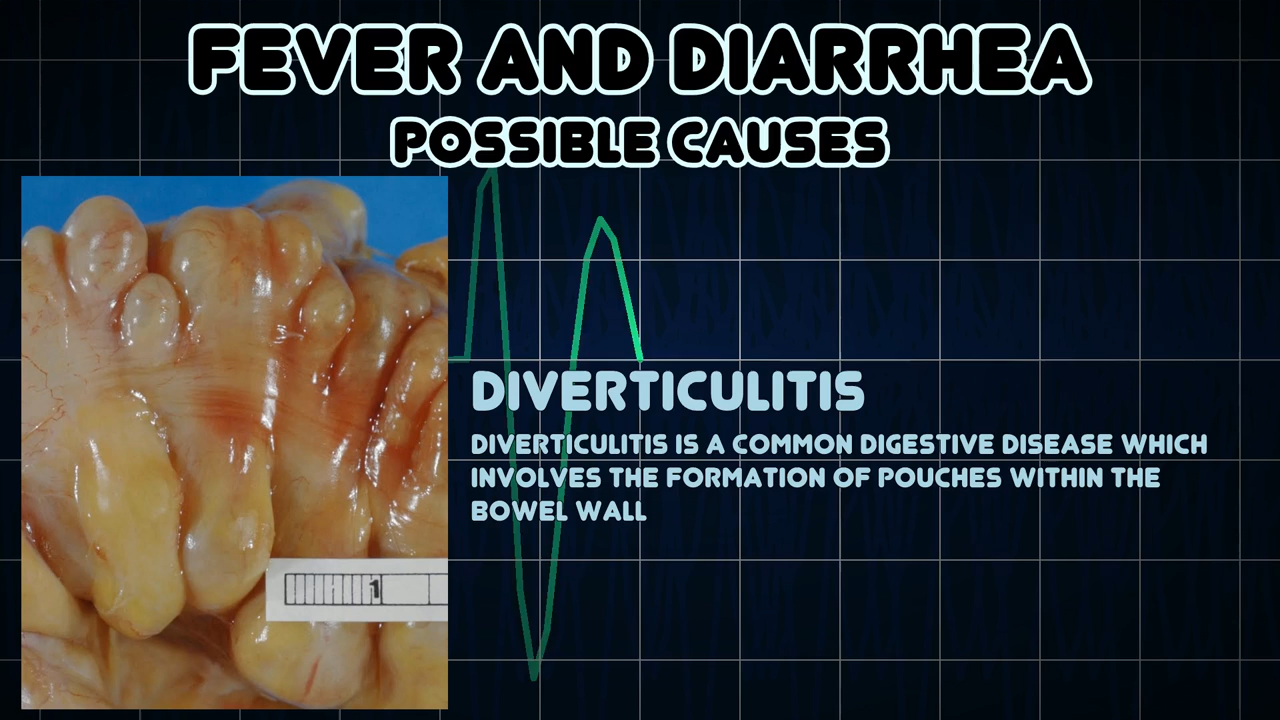 FEVER AND DIARRHEA
POSSIBLE CAUSES
DIVERTICULITIS
DIVERTICULITIS IS A COMMON DIGESTIVE DISEASE WHICH
INVOLVES THE FORMATION OF POUCHES WITHIN THE
BOWEL WALL
1